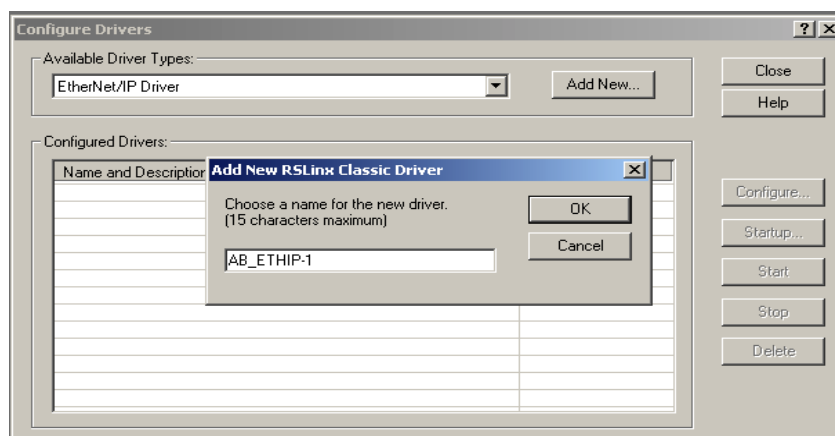 Configure Drivers
Available Driver Types:
EtherNet/IP Driver
Add New...
Close
Help
Configured Drivers:
Name and Description
Add New RSLinx Classic Driver
Choose a name for the new driver.
(15 characters maximum)
AB_ETHIP-1
OK
Cancel
Configure...
Startup...
Start
Stop
Delete